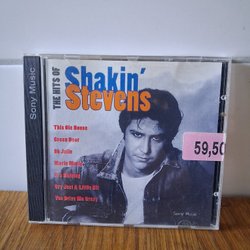 Sony Music
THE HITS OF
Shakin'
Stevens
This Ole House
Green Door
Oh Julie
Marie Marie
It's Raining
Cry Just A Little Bit
You Drive Me Crazy
59,50
Sony Music